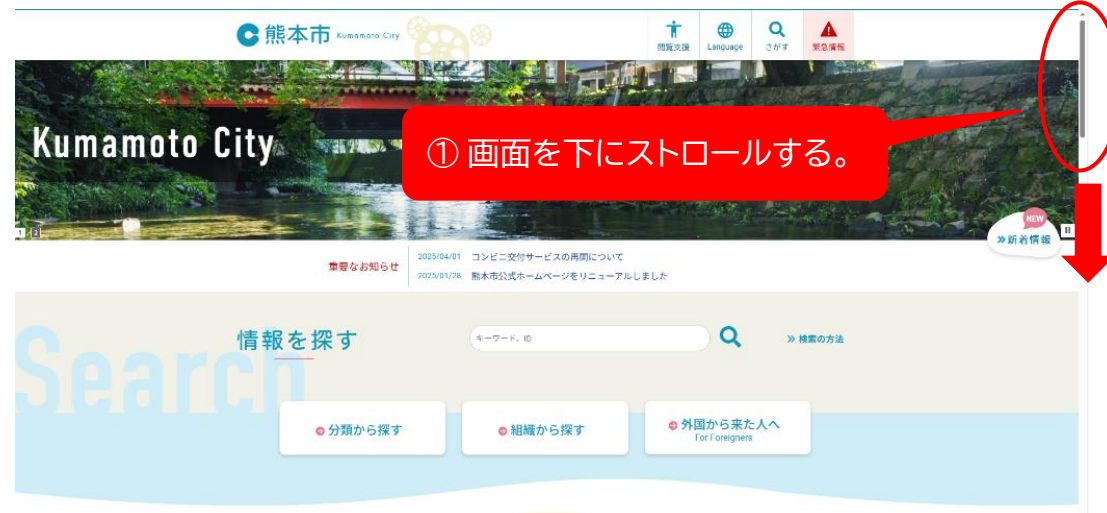 熊本市 Kumamoto City
閲覧支援 Language さがす 緊急情報
Kumamoto City
① 画面を下にストロールする。
1 2
NEW
新着情報
重要なお知らせ
2025/04/01 コンビニ交付サービスの再開について
2025/03/28 熊本市公式ホームページをリニューアルしました
Search
情報を探す
キーワード、ID
検索の方法
分類から探す
組織から探す
外国から来た人へ
For Foreigners